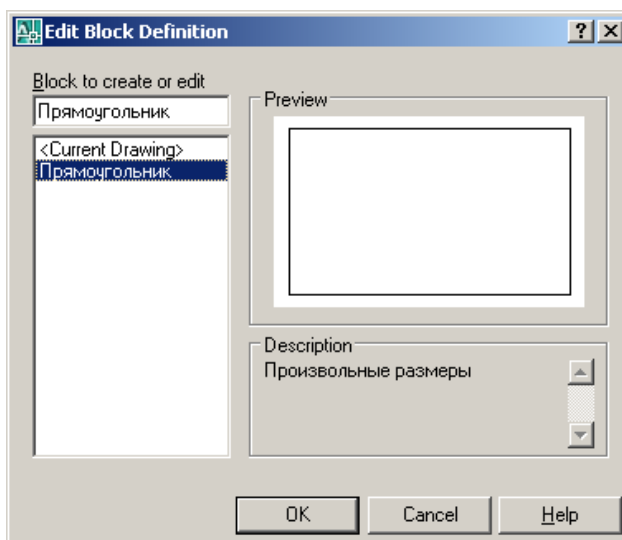 Edit Block Definition
Block to create or edit
Прямоугольник
<Current Drawing>
Прямоугольник
Preview
Description
Произвольные размеры
OK
Cancel
Help